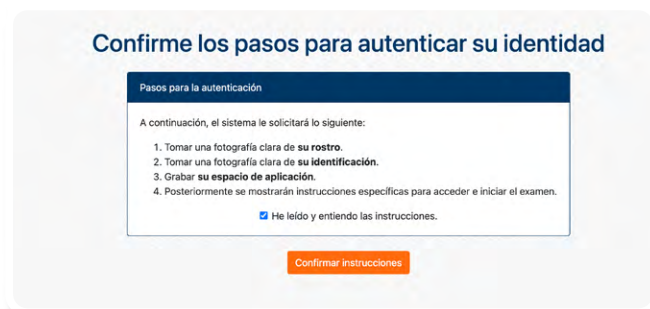 Confirme los pasos para autenticar su identidad
Pasos para la autenticación
A continuación, el sistema le solicitará lo siguiente:
1. Tomar una fotografía clara de su rostro.
2. Tomar una fotografía clara de su identificación.
3. Grabar su espacio de aplicación.
4. Posteriormente se mostrarán instrucciones específicas para acceder e iniciar el examen.
He leído y entiendo las instrucciones.
Confirmar instrucciones